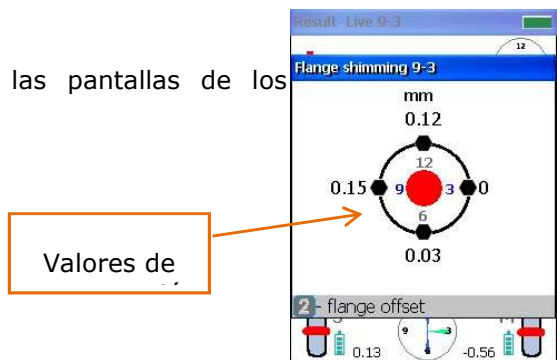 Result Live 9-3
12
las pantallas de los
Flange shimming 9-3
mm
0.12
12
0.15 9 3 0
6
0.03
Valores de
2 - flange offset
9 3
6
0.13 -0.56